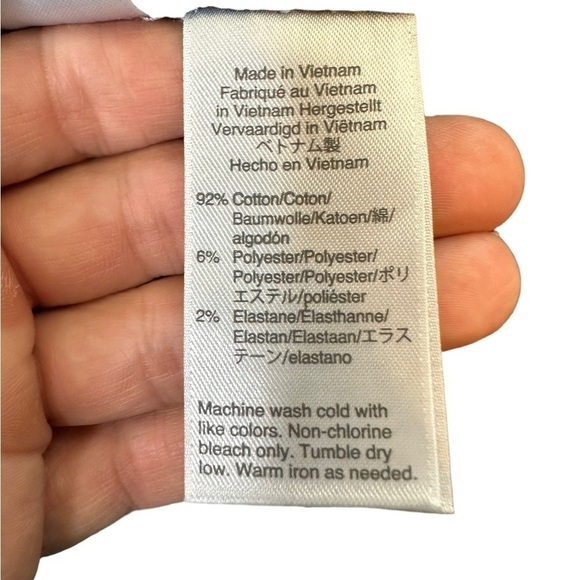 Made in Vietnam
Fabriqué au Vietnam
in Vietnam Hergestellt
Vervaardigd in Viëtnam
ベトナム製
Hecho en Vietnam
92% Cotton/Coton/
Baumwolle/Katoen/綿/
algodón
6% Polyester/Polyester/
Polyester/Polyester/ポリ
エステル/poliéster
2% Elastane/Élasthanne/
Elastan/Elastaan/エラス
テーン/elastano
Machine wash cold with
like colors. Non-chlorine
bleach only. Tumble dry
low. Warm iron as needed.